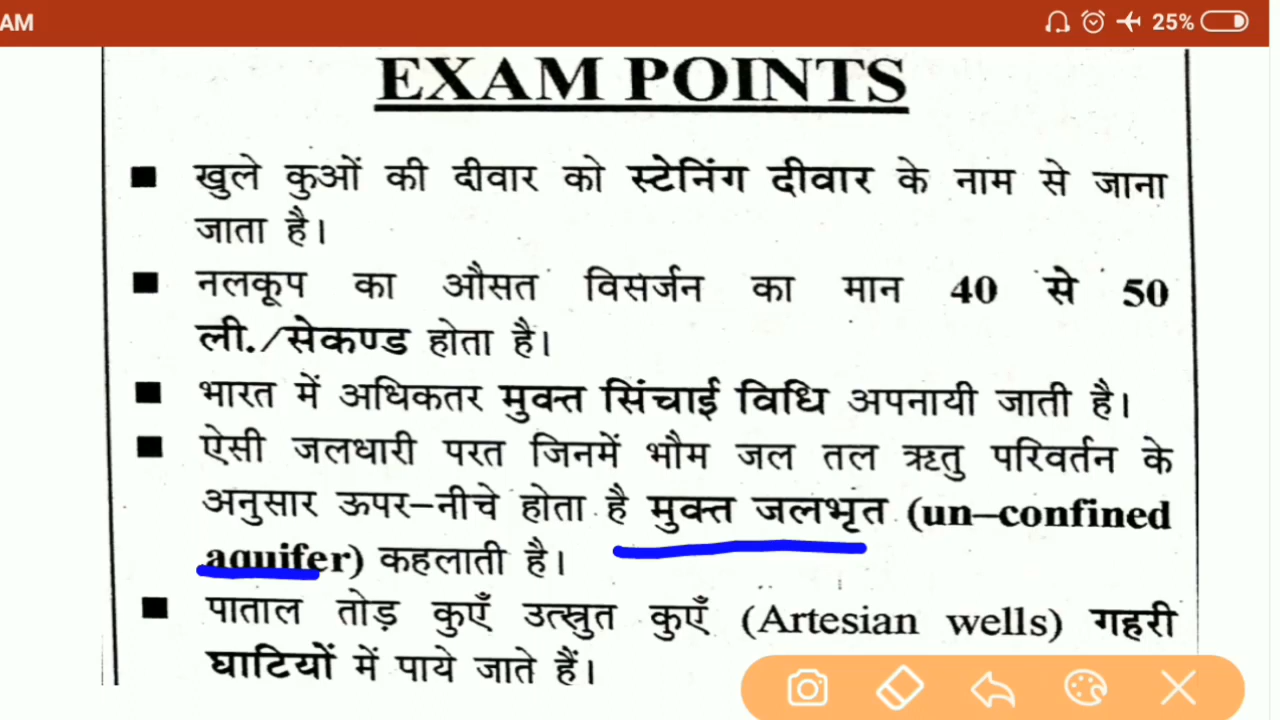 AM
25%
EXAM POINTS
■ खुले कुओं की दीवार को स्टेनिंग दीवार के नाम से जाना
जाता है।
■ नलकूप का औसत विसर्जन का मान 40 से 50
ली./सेकण्ड होता है।
■ भारत में अधिकतर मुक्त सिंचाई विधि अपनायी जाती है।
■ ऐसी जलधारी परत जिनमें भौम जल तल ऋतु परिवर्तन के
अनुसार ऊपर-नीचे होता है मुक्त जलभृत (un-confined
aquifer) कहलाती है।
■ पाताल तोड़ कुएँ उत्स्रुत कुएँ (Artesian wells) गहरी
घाटियों में पाये जाते हैं।